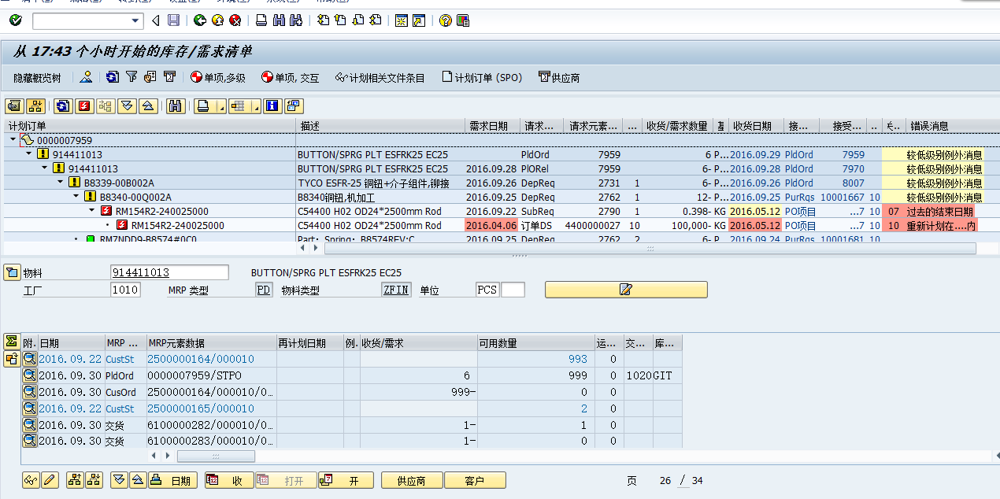 从 17:43 个小时开始的库存/需求清单
隐藏概览树 单项,多级 单项, 交互 计划相关文件条目 计划订单 (SPO) 供应商
计划订单 描述 需求日期 请求... 请求元素... ... 收货/需求数量 收货日期 接... 接受... .. 错误消息
0000007959
914411013 BUTTON/SPRG PLT ESFRK25 EC25 PldOrd 7959 6 P... 2016.09.29 PldOrd 7959 较低级别例外消息
914411013 BUTTON/SPRG PLT ESFRK25 EC25 2016.09.28 PloRel 7959 6- P... 2016.09.28 PldOrd 7970 较低级别例外消息
B8339-00B002A TYCO ESFR-25 铜钮+介子组件,铆接 2016.09.26 DepReq 2731 1 6- P... 2016.09.26 PldOrd 8007 较低级别例外消息
B8340-00Q002A B8340铜钮,机加工 2016.09.25 DepReq 2762 1 12- P... 2016.09.25 PurRqs 10001667 10 较低级别例外消息
RM154R2-240025000 C54400 H02 OD24*2500mm Rod 2016.09.22 SubReq 2790 1 0.398- KG 2016.05.12 PO项目 ...7 10 07 过去的结束日期
RM154R2-240025000 C54400 H02 OD24*2500mm Rod 2016.04.06 订单DS 4400000027 10 100,000- KG 2016.05.12 PO项目 ...7 10 10 重新计划在....内
RM7NDD9-B8574#0C0 Part: Spring: B8574REV:C 2016.09.25 DepReq 2762 2 6- P... 2016.09.24 PurRqs 10001681 10
物料 914411013 BUTTON/SPRG PLT ESFRK25 EC25
工厂 1010 MRP 类型 PD 物料类型 ZFIN 单位 PCS
附. 日期 MRP ... MRP元素数据 再计划日期 例. 收货/需求 可用数量 运... 交... 库...
2016.09.22 CustSt 2500000164/000010 993 0
2016.09.30 PldOrd 0000007959/STPO 6 999 0 1020 GIT
2016.09.30 CusOrd 2500000164/000010/0… 999- 0 0
2016.09.22 CustSt 2500000165/000010 2 0
2016.09.30 交货 6100000282/000010/0… 1- 1 0
2016.09.30 交货 6100000283/000010/0… 1- 0 0
日期 收 打开 开 供应商 客户 页 26 / 34